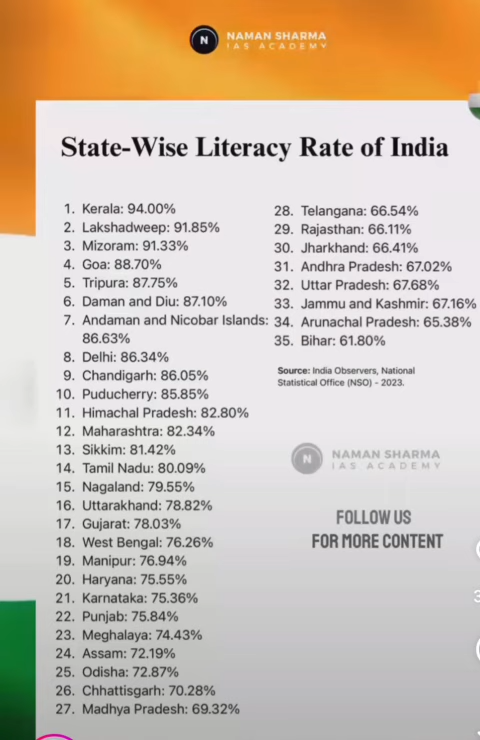 NAMAN SHARMA
IAS ACADEMY
State-Wise Literacy Rate of India
1. Kerala: 94.00%
2. Lakshadweep: 91.85%
3. Mizoram: 91.33%
4. Goa: 88.70%
5. Tripura: 87.75%
6. Daman and Diu: 87.10%
7. Andaman and Nicobar Islands:
86.63%
8. Delhi: 86.34%
9. Chandigarh: 86.05%
10. Puducherry: 85.85%
11. Himachal Pradesh: 82.80%
12. Maharashtra: 82.34%
13. Sikkim: 81.42%
14. Tamil Nadu: 80.09%
15. Nagaland: 79.55%
16. Uttarakhand: 78.82%
17. Gujarat: 78.03%
18. West Bengal: 76.26%
19. Manipur: 76.94%
20. Haryana: 75.55%
21. Karnataka: 75.36%
22. Punjab: 75.84%
23. Meghalaya: 74.43%
24. Assam: 72.19%
25. Odisha: 72.87%
26. Chhattisgarh: 70.28%
27. Madhya Pradesh: 69.32%
28. Telangana: 66.54%
29. Rajasthan: 66.11%
30. Jharkhand: 66.41%
31. Andhra Pradesh: 67.02%
32. Uttar Pradesh: 67.68%
33. Jammu and Kashmir: 67.16%
34. Arunachal Pradesh: 65.38%
35. Bihar: 61.80%
Source: India Observers, National
Statistical Office (NSO) - 2023.
N NAMAN SHARMA
IAS ACADEMY
FOLLOW US
FOR MORE CONTENT